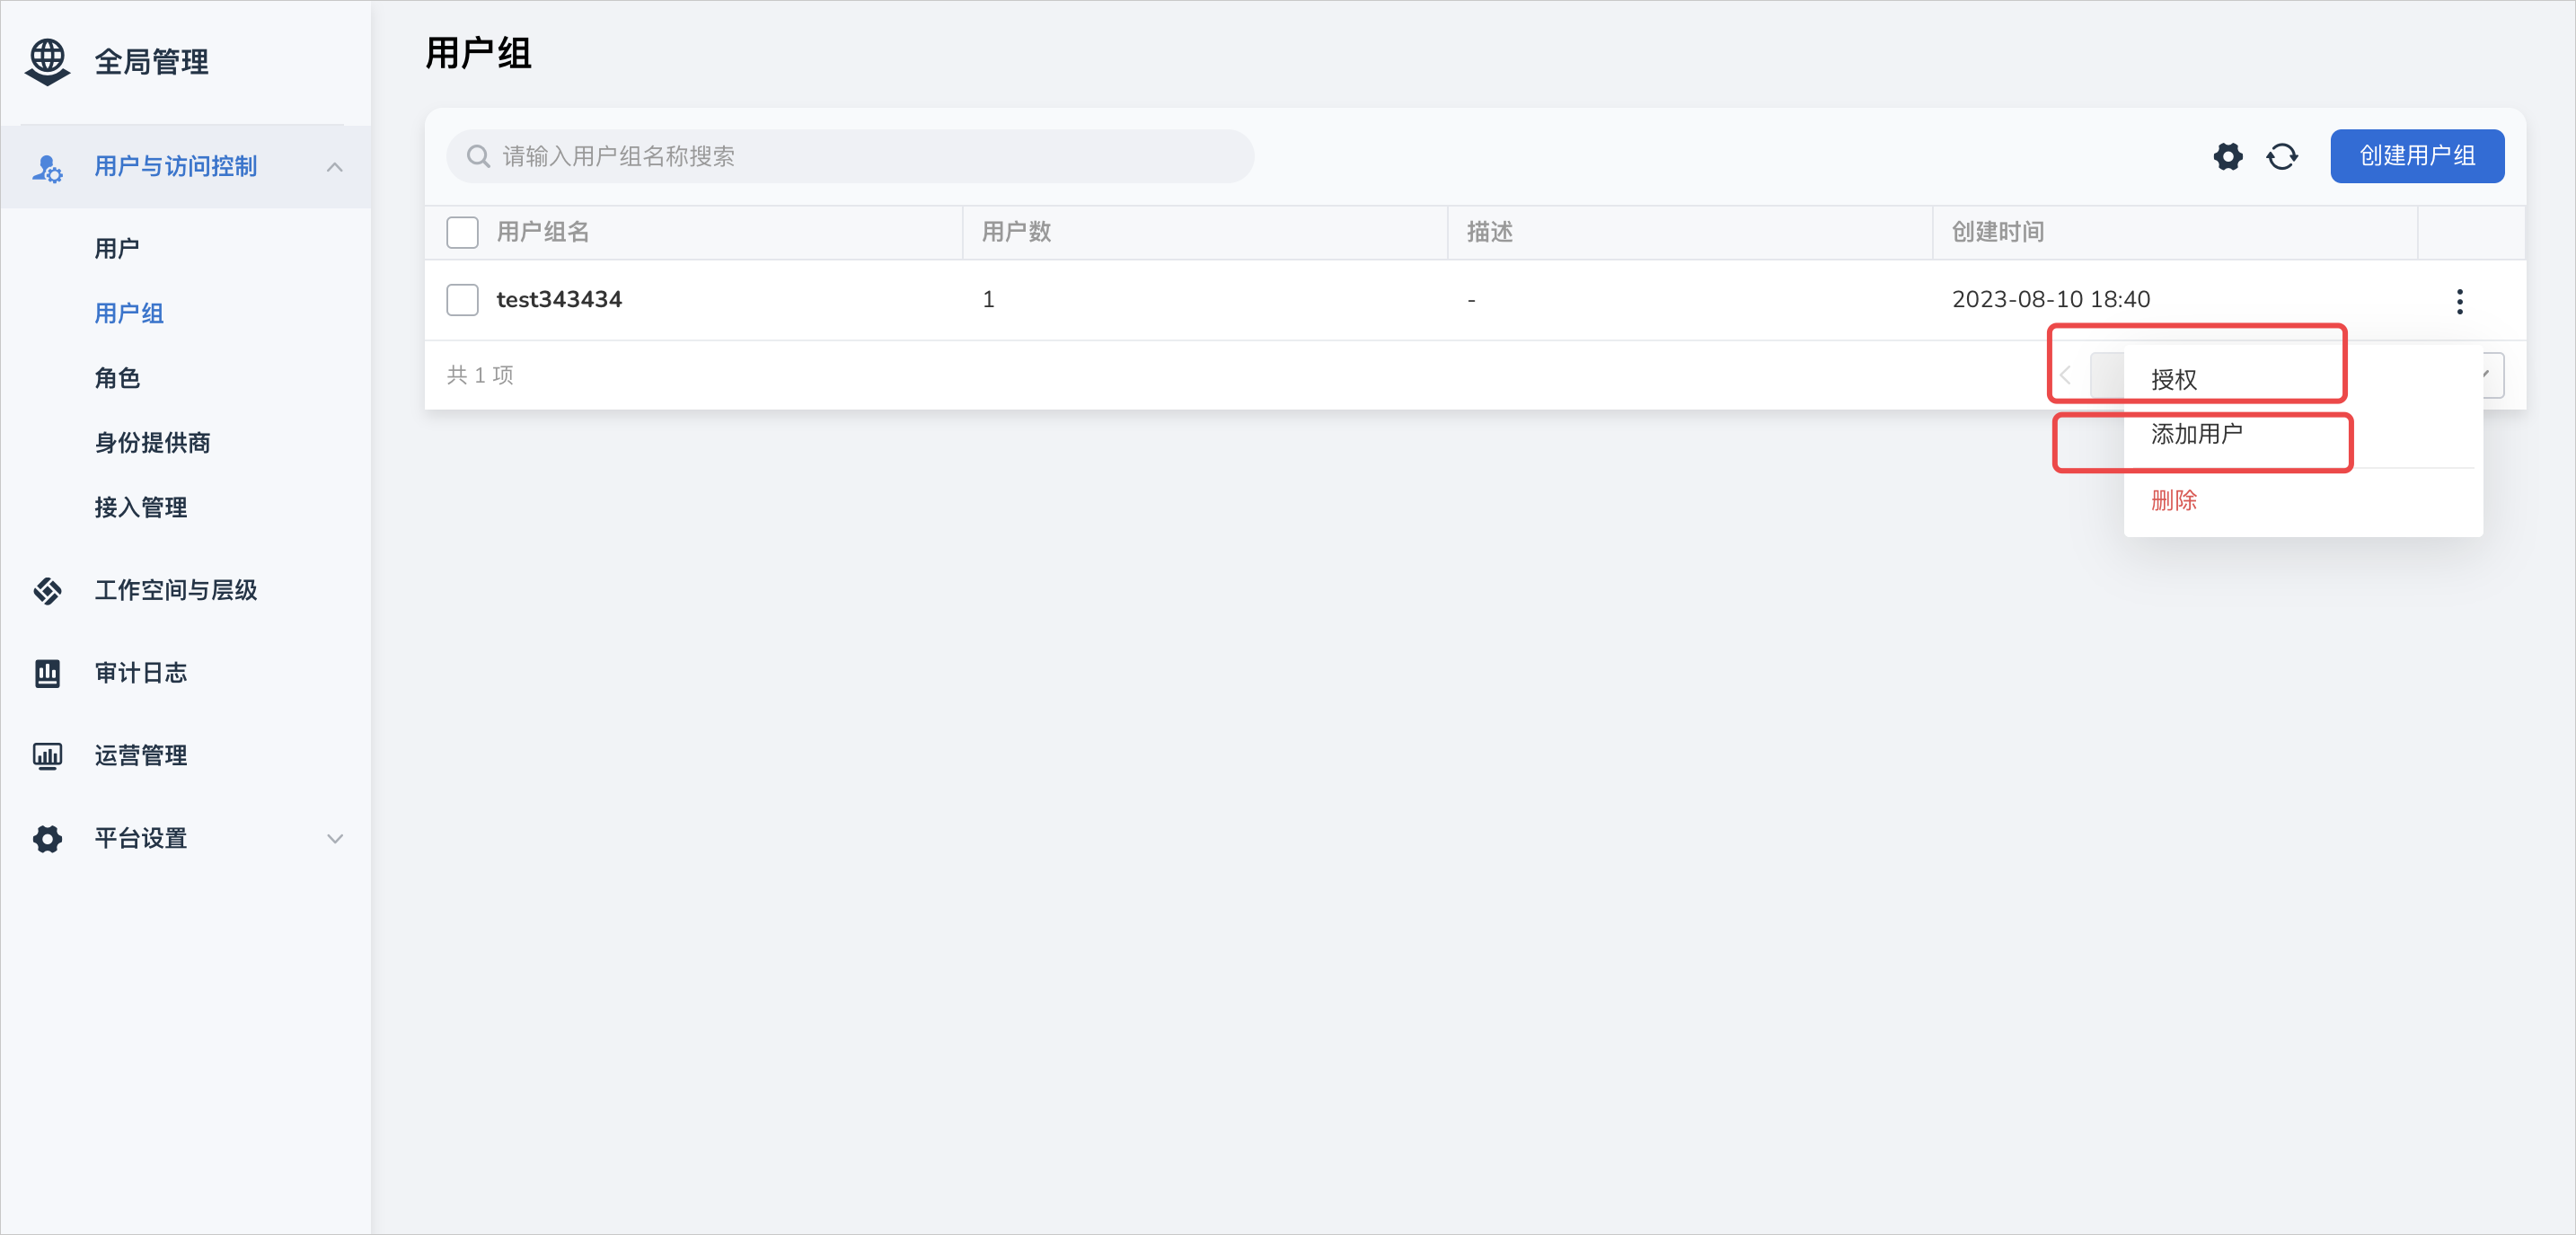 全局管理
用户与访问控制
用户
用户组
角色
身份提供商
接入管理
工作空间与层级
审计日志
运营管理
平台设置
用户组
请输入用户组名称搜索
创建用户组
用户组名 用户数 描述 创建时间
test343434 1 - 2023-08-10 18:40
共 1 项
授权
添加用户
删除